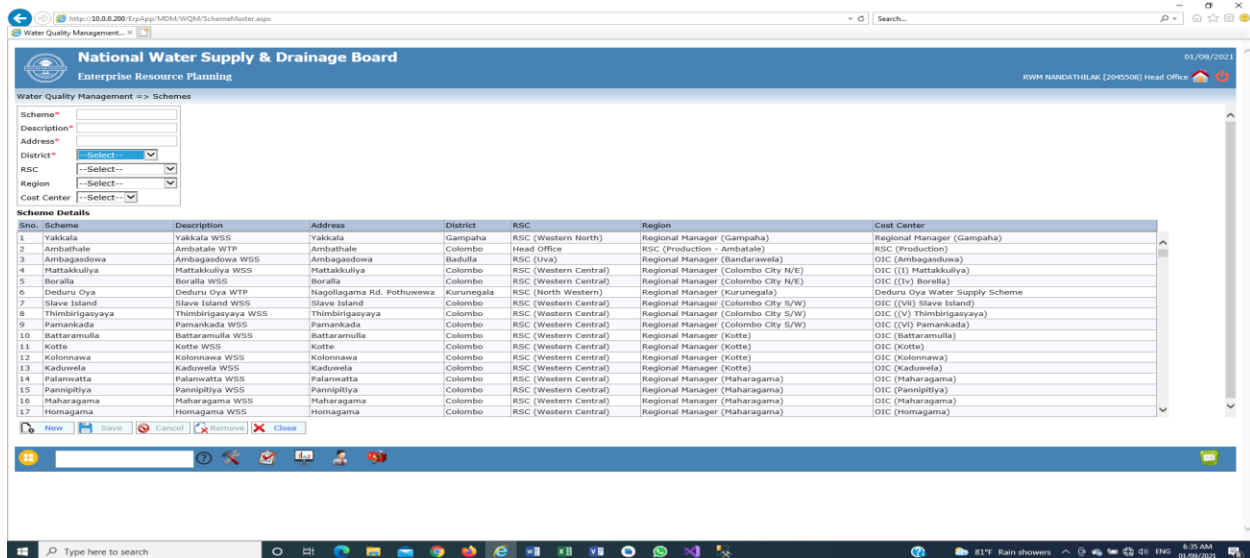 http://10.0.0.200/ErpApp/MDM/WQM/SchemeMaster.aspx Search...
Water Quality Management...
National Water Supply & Drainage Board 01/09/2021
Enterprise Resource Planning RWM NANDATHILAK [2045508] Head Office
Water Quality Management => Schemes
Scheme*
Description*
Address*
District* --Select--
RSC --Select--
Region --Select--
Cost Center --Select--
Scheme Details
Sno. Scheme Description Address District RSC Region Cost Center
1 Yakkala Yakkala WSS Yakkala Gampaha RSC (Western North) Regional Manager (Gampaha) Regional Manager (Gampaha)
2 Ambathale Ambatale WTP Ambathale Colombo Head Office RSC (Production - Ambatale) RSC (Production)
3 Ambagasdowa Ambagasdowa WSS Ambagasdowa Badulla RSC (Uva) Regional Manager (Bandarawela) OIC (Ambagasduwa)
4 Mattakkuliya Mattakkuliya WSS Mattakkuliya Colombo RSC (Western Central) Regional Manager (Colombo City N/E) OIC ((I) Mattakkuliya)
5 Boralla Boralla WSS Boralla Colombo RSC (Western Central) Regional Manager (Colombo City N/E) OIC ((Iv) Borella)
6 Deduru Oya Deduru Oya WTP Nagollagama Rd. Pothuwewa Kurunegala RSC (North Western) Regional Manager (Kurunegala) Deduru Oya Water Supply Scheme
7 Slave Island Slave Island WSS Slave Island Colombo RSC (Western Central) Regional Manager (Colombo City S/W) OIC ((Vii) Slave Island)
8 Thimbirigasyaya Thimbirigasyaya WSS Thimbirigasyaya Colombo RSC (Western Central) Regional Manager (Colombo City S/W) OIC ((V) Thimbirigasyaya)
9 Pamankada Pamankada WSS Pamankada Colombo RSC (Western Central) Regional Manager (Colombo City S/W) OIC ((Vi) Pamankada)
10 Battaramulla Battaramulla WSS Battaramulla Colombo RSC (Western Central) Regional Manager (Kotte) OIC (Battaramulla)
11 Kotte Kotte WSS Kotte Colombo RSC (Western Central) Regional Manager (Kotte) OIC (Kotte)
12 Kolonnawa Kolonnawa WSS Kolonnawa Colombo RSC (Western Central) Regional Manager (Kotte) OIC (Kolonnawa)
13 Kaduwela Kaduwela WSS Kaduwela Colombo RSC (Western Central) Regional Manager (Kotte) OIC (Kaduwela)
14 Palanwatta Palanwatta WSS Palanwatta Colombo RSC (Western Central) Regional Manager (Maharagama) OIC (Maharagama)
15 Pannipitiya Pannipitiya WSS Pannipitiya Colombo RSC (Western Central) Regional Manager (Maharagama) OIC (Pannipitiya)
16 Maharagama Maharagama WSS Maharagama Colombo RSC (Western Central) Regional Manager (Maharagama) OIC (Maharagama)
17 Homagama Homagama WSS Homagama Colombo RSC (Western Central) Regional Manager (Maharagama) OIC (Homagama)
New Save Cancel Remove Close
Type here to search 81°F Rain showers ENG 6:35 AM
01/09/2021